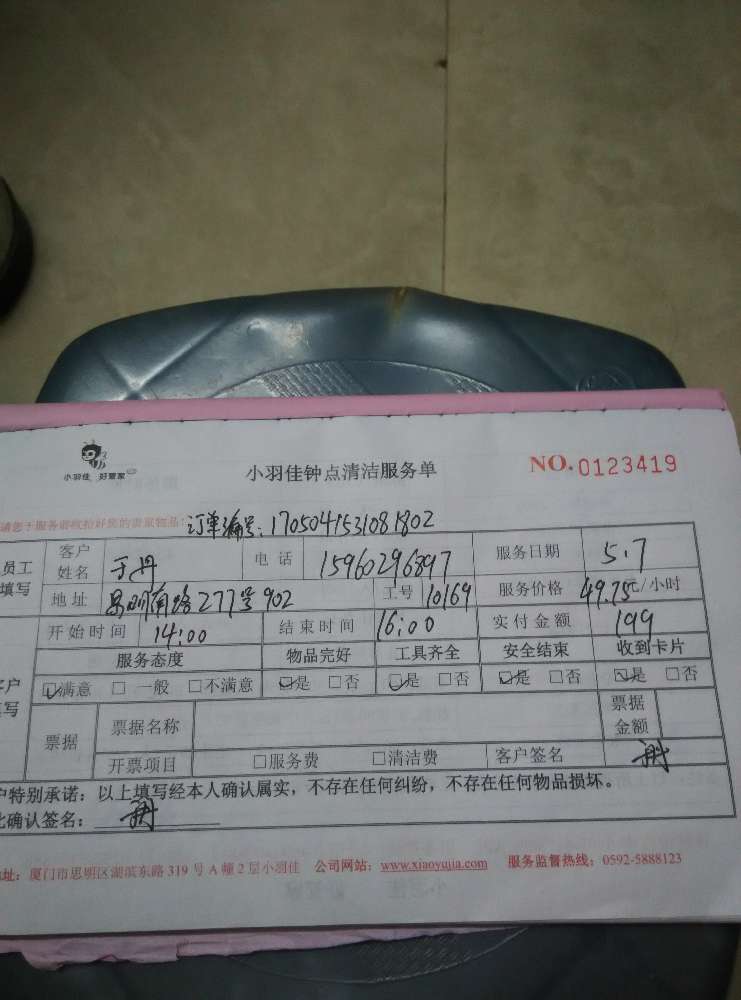 小羽佳 好管家
小羽佳钟点清洁服务单
NO.0123419
订单编号:1705041531081802
员工 客户 于丹 电话 15960296897 服务日期 5.7
填写 姓名
地址 南路277号902 工号 10169 服务价格 49.75元/小时
开始时间 14:00 结束时间 16:00 实付金额 199
服务态度 物品完好 工具齐全 安全结束 收到卡片
满意 一般 不满意 是 否 是 否 是 否 是 否
票据 票据名称 票据
金额
开票项目 服务费 清洁费 客户签名
户特别承诺：以上填写经本人确认属实，不存在任何纠纷，不存在任何物品损坏。
此确认签名：
址：厦门市思明区湖滨东路319号A幢2层小羽佳 公司网站：www.xiaoyujia.com 服务监督热线：0592-5888123